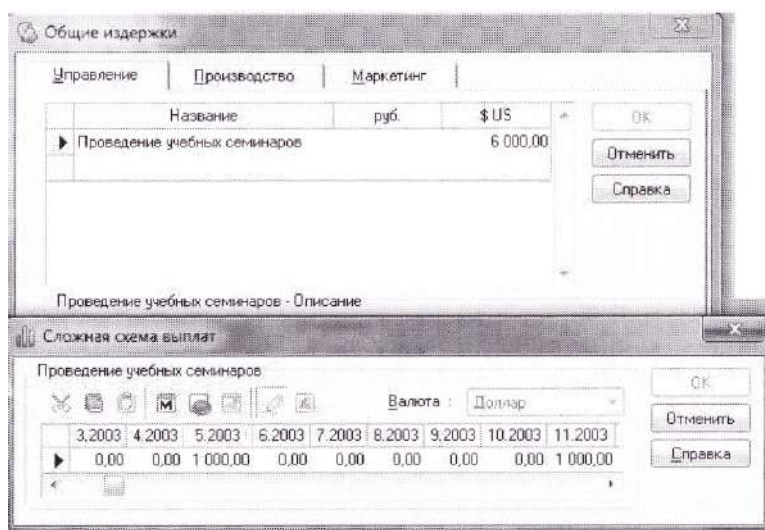 Общие издержки
Управление Производство Маркетинг
Название руб. $ US
Проведение учебных семинаров 6 000,00
OK
Отменить
Справка
Проведение учебных семинаров - Описание
Сложная схема выплат
Проведение учебных семинаров
M Валюта : Доллар
OK
Отменить
Справка
3,2003 4.2003 5.2003 6.2003 7.2003 8.2003 9.2003 10.2003 11.2003
0,00 0,00 1 000,00 0,00 0,00 0,00 0,00 0,00 1 000,00